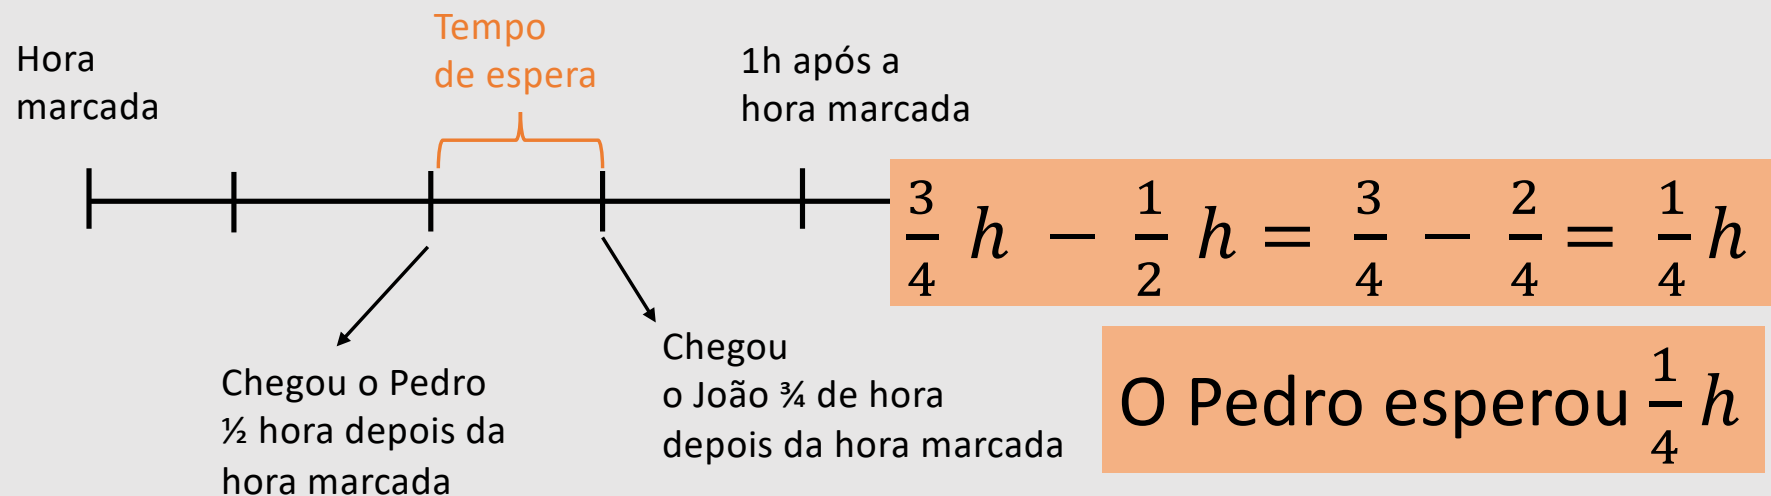 Hora
marcada
Tempo
de espera
1h após a
hora marcada
3/4 h − 1/2 h = 3/4 − 2/4 = 1/4 h
Chegou o Pedro
½ hora depois da
hora marcada
Chegou
o João ¾ de hora
depois da hora marcada
O Pedro esperou 1/4 h